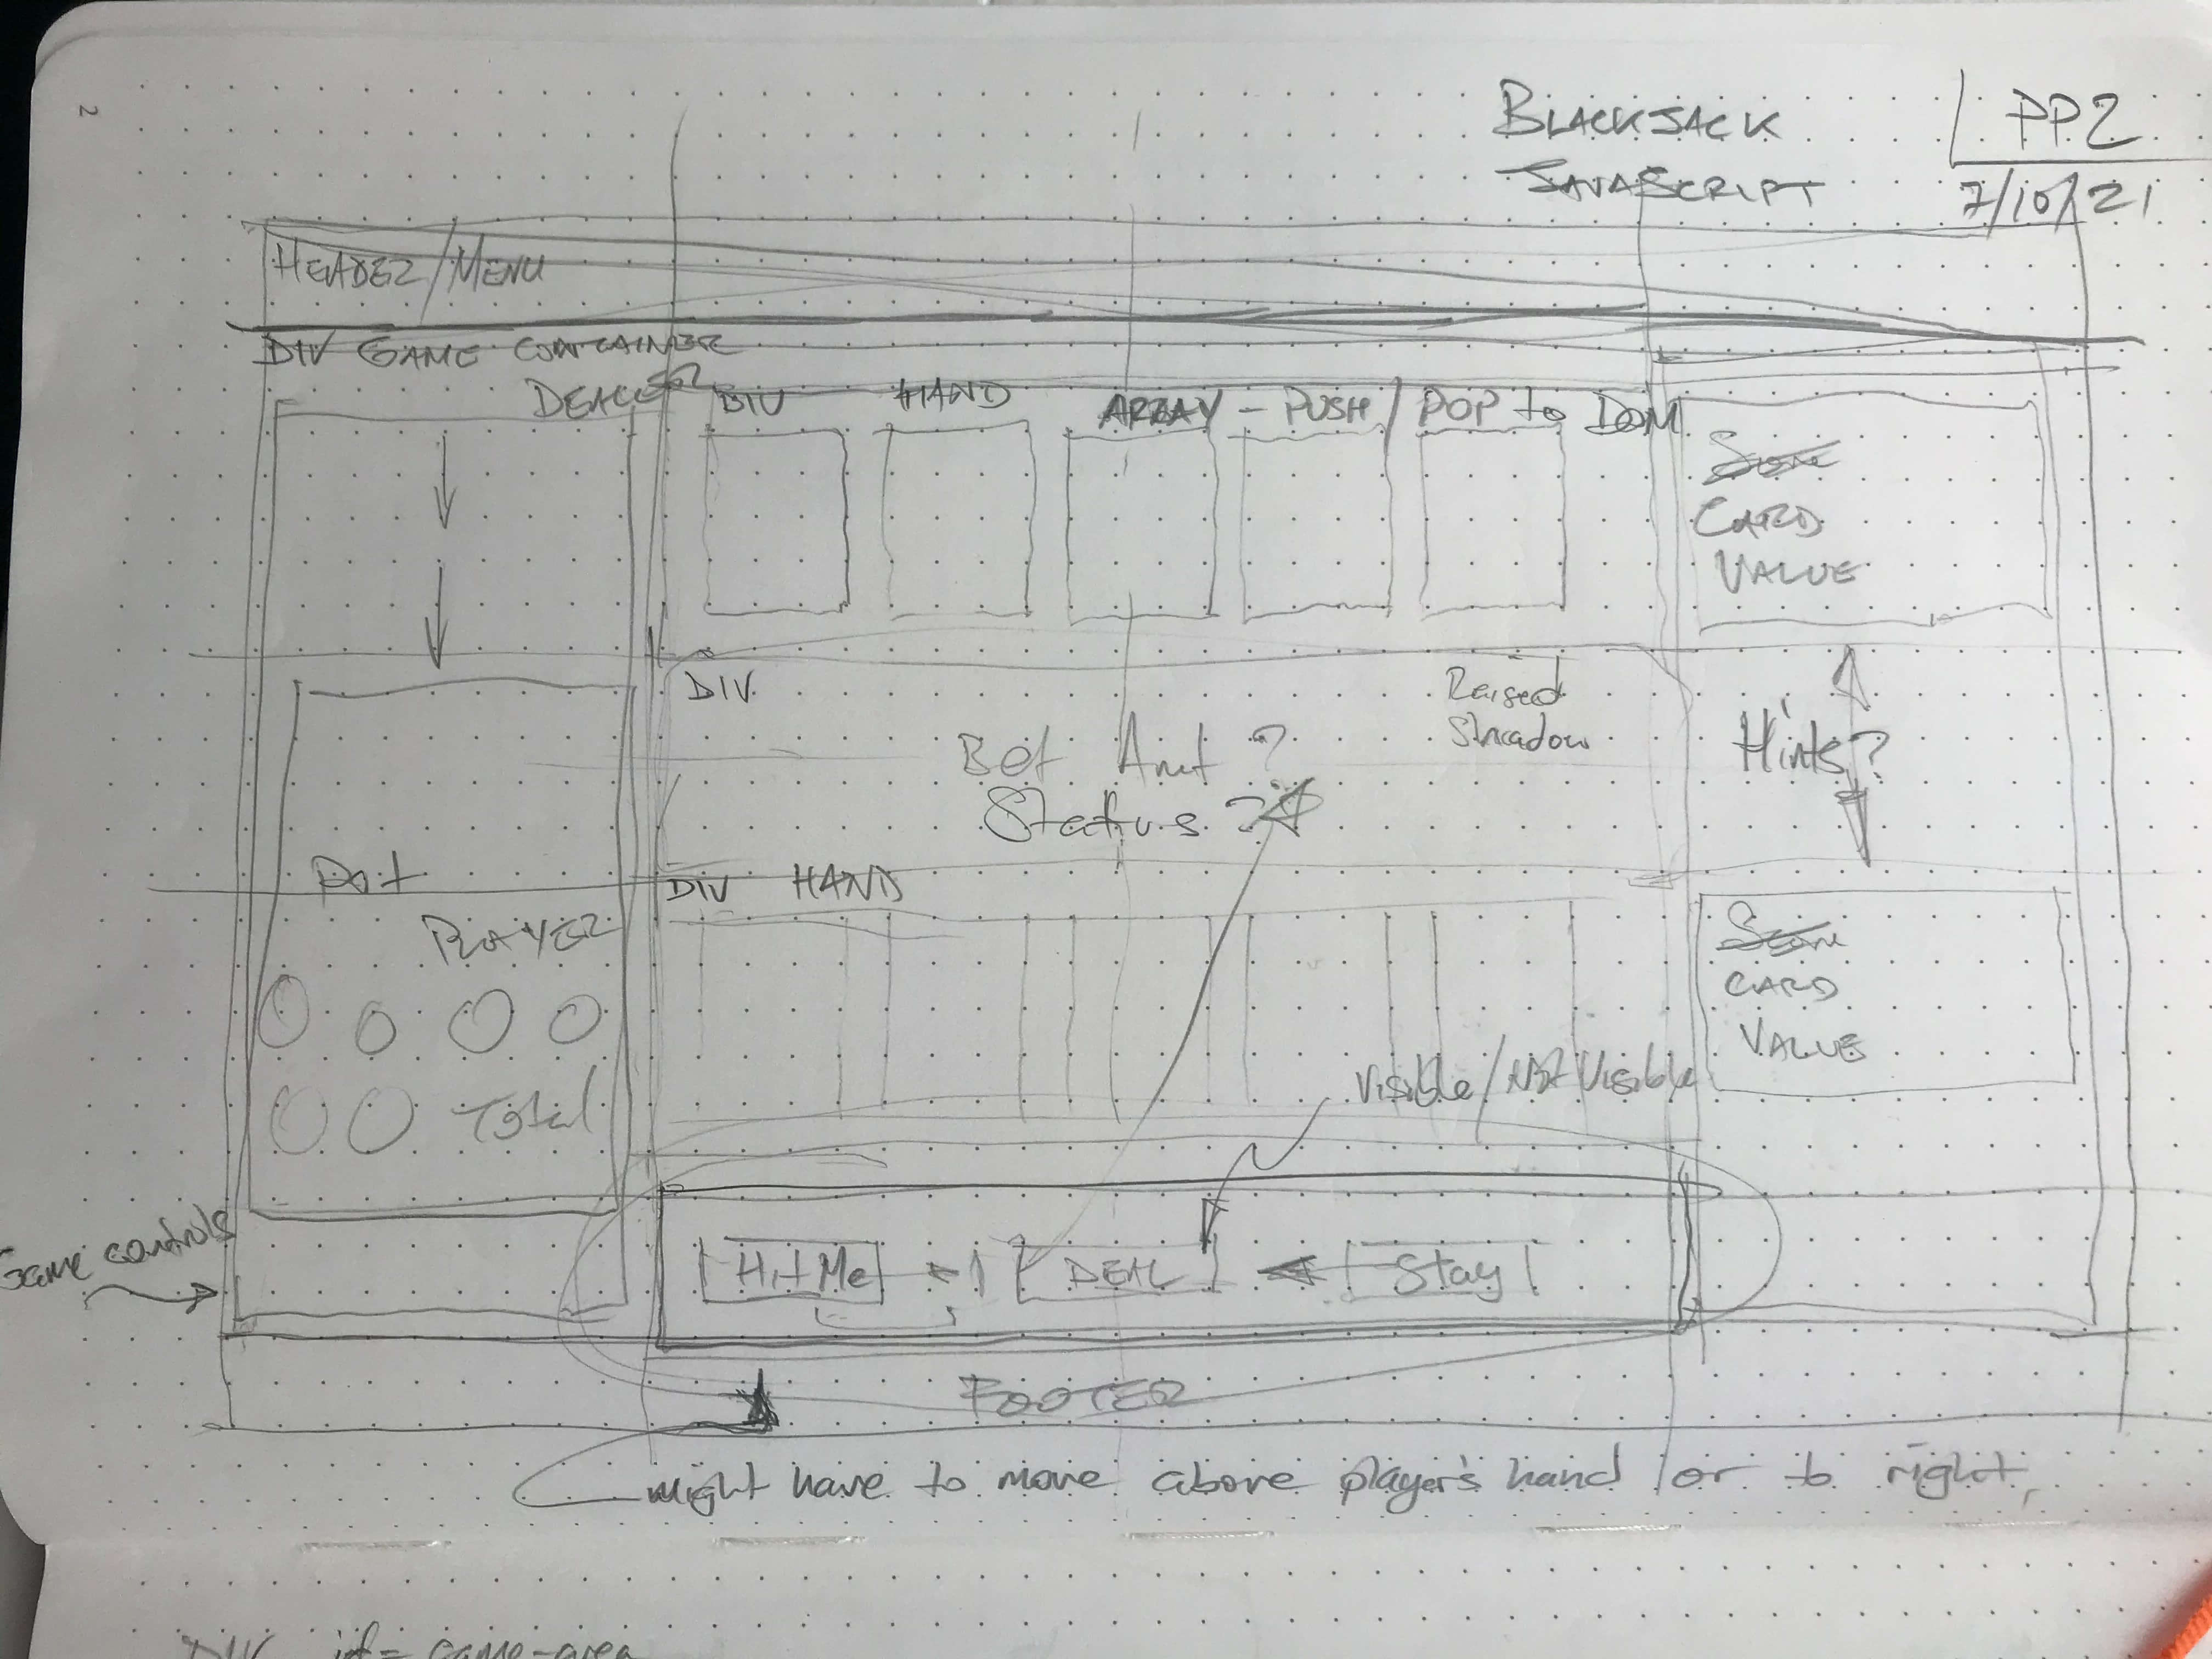 2
BLACKJACK
JAVASCRIPT
PP2
7/10/21
HEADER/MENU
DIV GAME CONTAINER
DEALER
DIV HAND ARRAY - PUSH / POP to DOM
Score
CARD
VALUE
DIV
Raised
Shadow
Bet Amt ?
Status ?
Hints?
Pot
DIV HAND
PLAYER
Score
CARD
VALUE
Total
Visible/Not Visible
Game controls
Hit Me
DEAL
Stay
FOOTER
might have to move above player's hand or to right,
DIV id= game-area